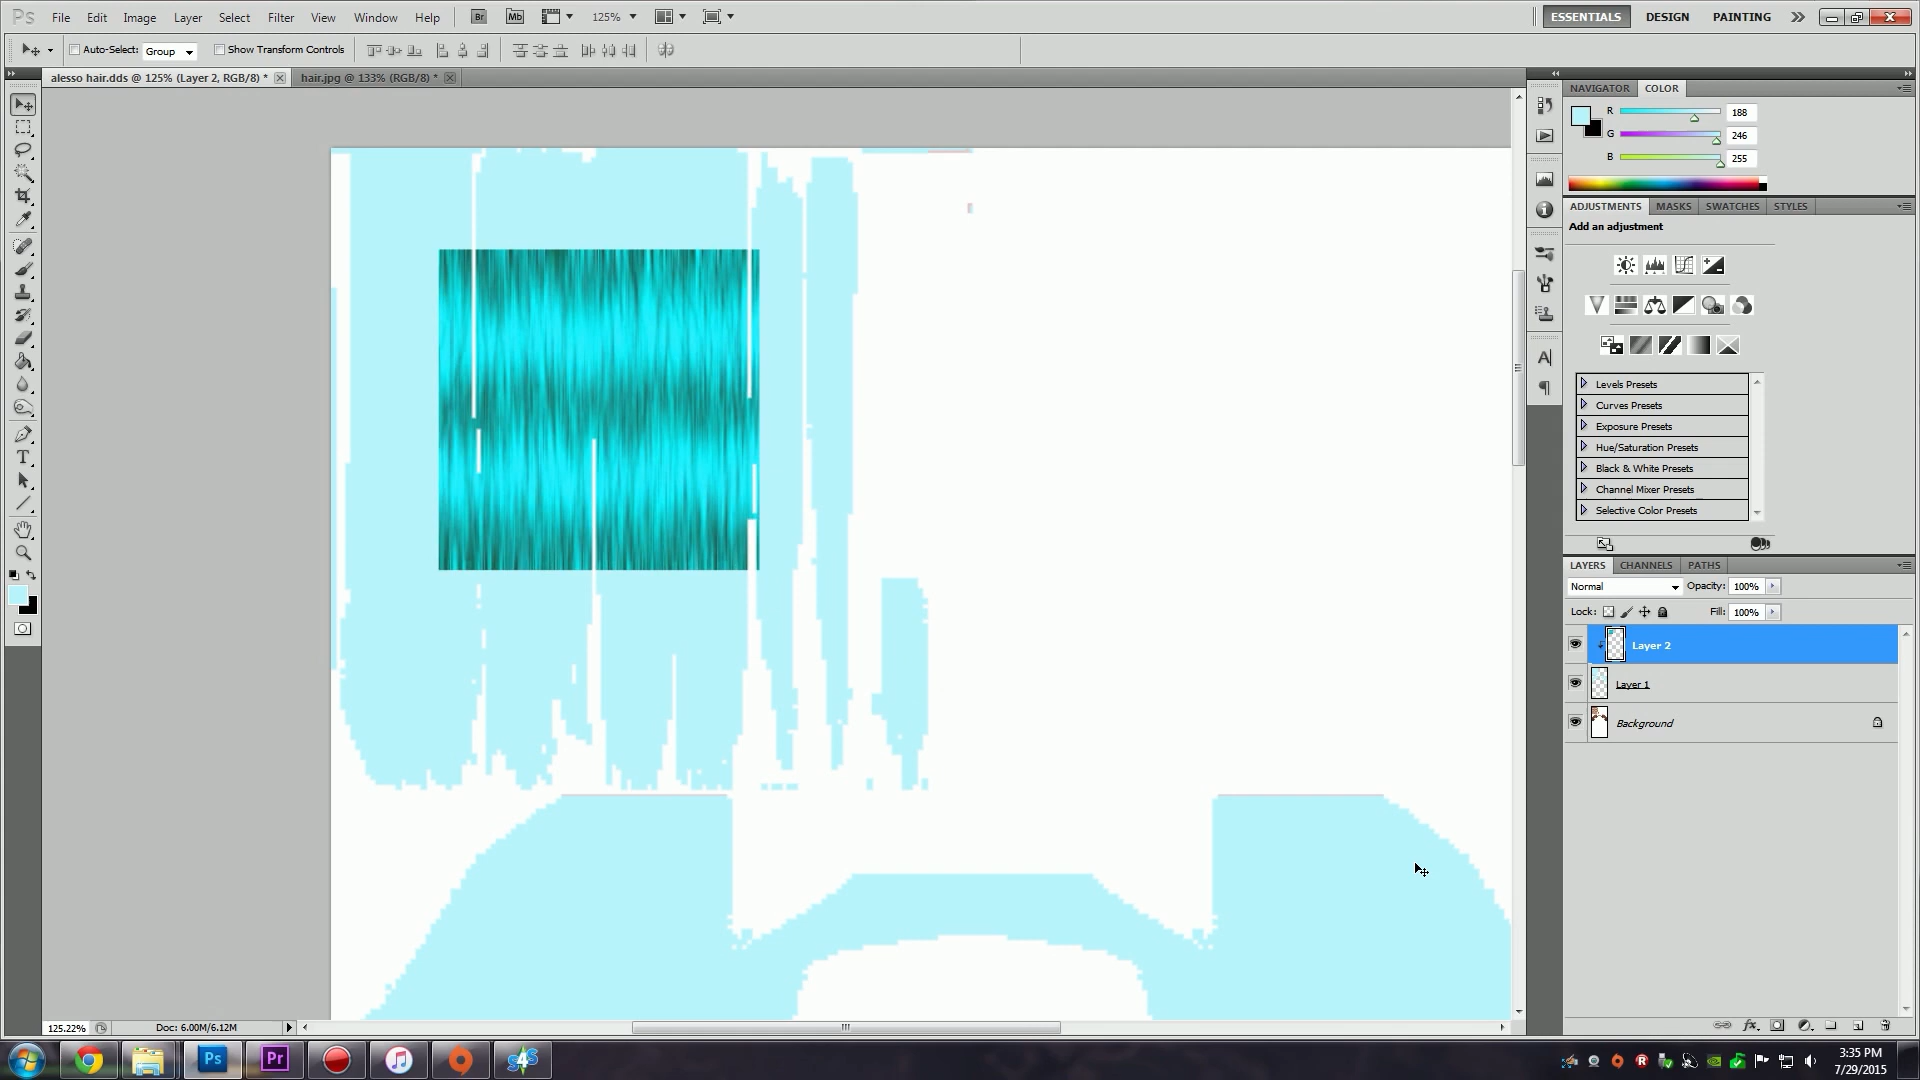 Ps File Edit Image Layer Select Filter View Window Help Br Mb 125% ESSENTIALS DESIGN PAINTING
Auto-Select: Group Show Transform Controls
alesso hair.dds @ 125% (Layer 2, RGB/8) * hair.jpg @ 133% (RGB/8) *
NAVIGATOR COLOR
R 188
G 246
B 255
ADJUSTMENTS MASKS SWATCHES STYLES
Add an adjustment
Levels Presets
Curves Presets
Exposure Presets
Hue/Saturation Presets
Black & White Presets
Channel Mixer Presets
Selective Color Presets
LAYERS CHANNELS PATHS
Normal Opacity: 100%
Lock: Fill: 100%
Layer 2
Layer 1
Background
125.22% Doc: 6.00M/6.12M
Ps Pr S4S
3:35 PM
7/29/2015